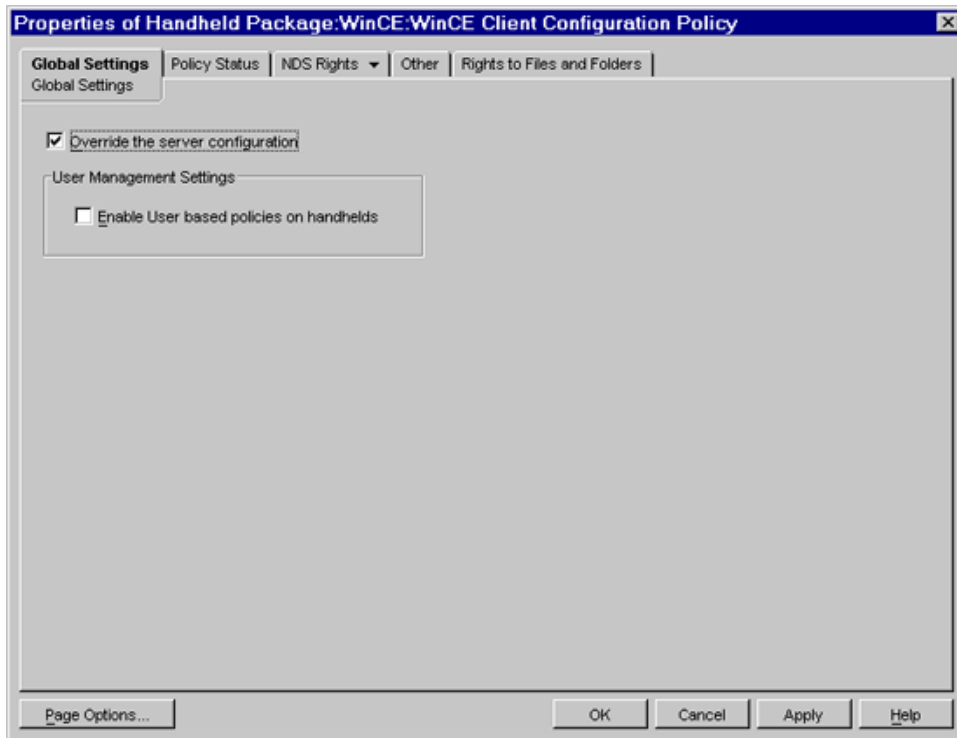 Properties of Handheld Package:WinCE:WinCE Client Configuration Policy
Global Settings Policy Status NDS Rights Other Rights to Files and Folders
Global Settings
Override the server configuration
User Management Settings
Enable User based policies on handhelds
Page Options... OK Cancel Apply Help